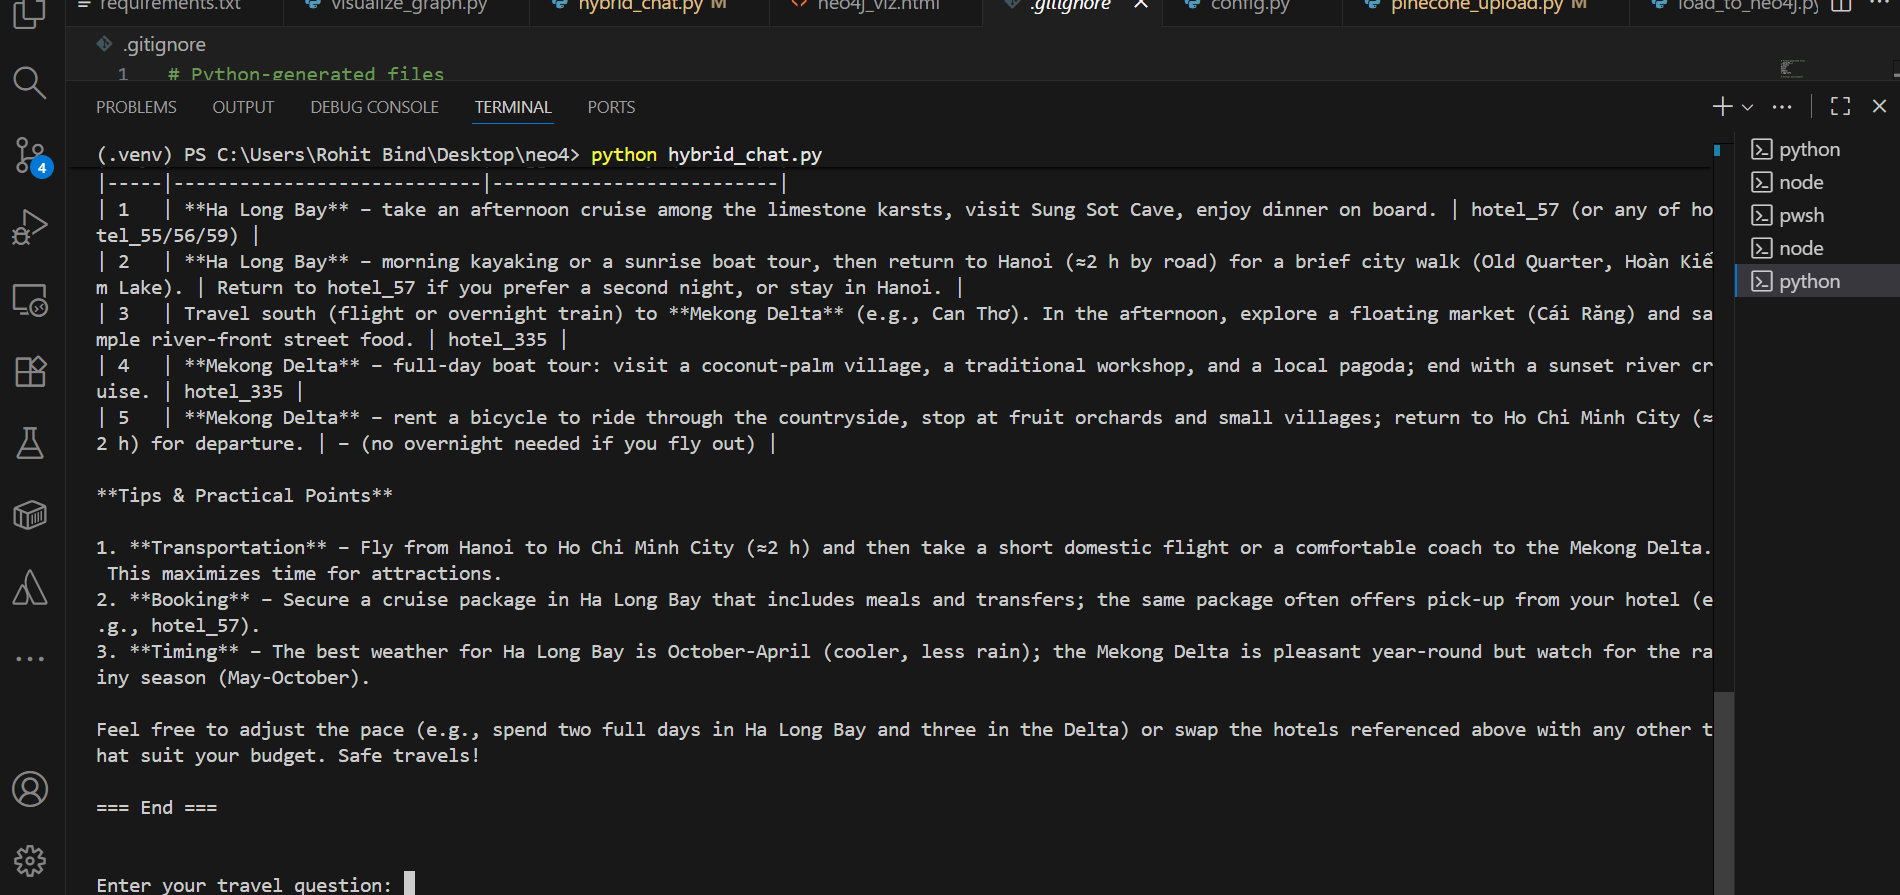 requirements.txt visualize_graph.py hybrid_chat.py M neo4j_viz.html .gitignore config.py pinecone_upload.py M load_to_neo4j.py
.gitignore
1 # Python-generated files
PROBLEMS OUTPUT DEBUG CONSOLE TERMINAL PORTS
(.venv) PS C:\Users\Rohit Bind\Desktop\neo4> python hybrid_chat.py
|-----|----------------------------|--------------------------|
| 1 | **Ha Long Bay** – take an afternoon cruise among the limestone karsts, visit Sung Sot Cave, enjoy dinner on board. | hotel_57 (or any of ho
tel_55/56/59) |
| 2 | **Ha Long Bay** – morning kayaking or a sunrise boat tour, then return to Hanoi (≈2 h by road) for a brief city walk (Old Quarter, Hoàn Kiế
m Lake). | Return to hotel_57 if you prefer a second night, or stay in Hanoi. |
| 3 | Travel south (flight or overnight train) to **Mekong Delta** (e.g., Can Thơ). In the afternoon, explore a floating market (Cái Răng) and sa
mple river-front street food. | hotel_335 |
| 4 | **Mekong Delta** – full-day boat tour: visit a coconut-palm village, a traditional workshop, and a local pagoda; end with a sunset river cr
uise. | hotel_335 |
| 5 | **Mekong Delta** – rent a bicycle to ride through the countryside, stop at fruit orchards and small villages; return to Ho Chi Minh City (≈
2 h) for departure. | – (no overnight needed if you fly out) |
**Tips & Practical Points**
1. **Transportation** – Fly from Hanoi to Ho Chi Minh City (≈2 h) and then take a short domestic flight or a comfortable coach to the Mekong Delta.
This maximizes time for attractions.
2. **Booking** – Secure a cruise package in Ha Long Bay that includes meals and transfers; the same package often offers pick-up from your hotel (e
.g., hotel_57).
3. **Timing** – The best weather for Ha Long Bay is October-April (cooler, less rain); the Mekong Delta is pleasant year-round but watch for the ra
iny season (May-October).
Feel free to adjust the pace (e.g., spend two full days in Ha Long Bay and three in the Delta) or swap the hotels referenced above with any other t
hat suit your budget. Safe travels!
=== End ===
Enter your travel question:
python
node
pwsh
node
python
4